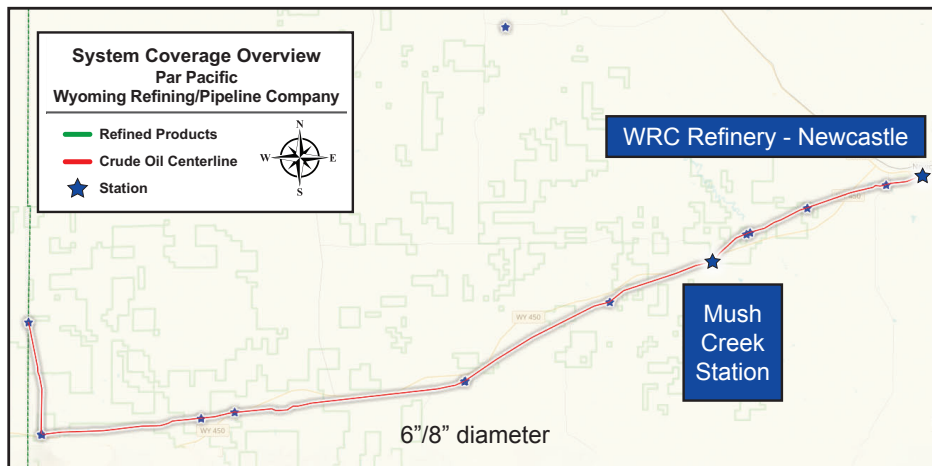 System Coverage Overview
Par Pacific
Wyoming Refining/Pipeline Company
Refined Products
Crude Oil Centerline
Station
N
W
E
S
WRC Refinery - Newcastle
450
Mush
Creek
Station
WY 450
WY 450
6”/8” diameter